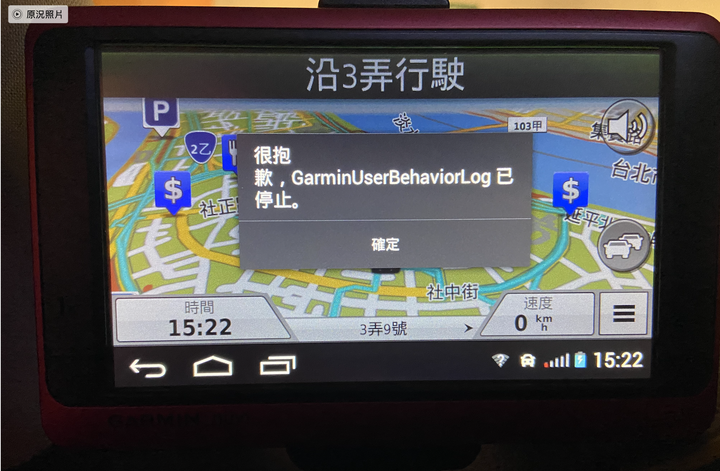 原況照片
沿3弄行駛
P
2乙
103甲
台北
很抱
歉，GarminUserBehaviorLog 已
停止。
確定
$
$
社正
延平北
社中街
時間
15:22
3弄9號
速度
0 km/h
15:22
GARMIN